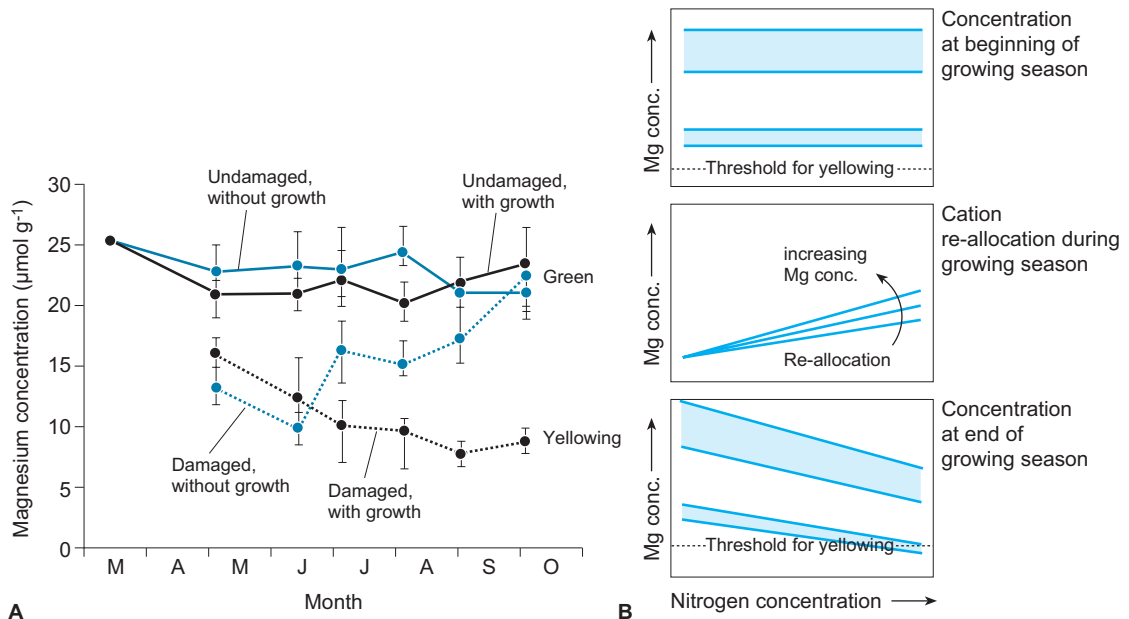 Magnesium concentration (µmol g-1)
30
25
20
15
10
5
0
Undamaged,
without growth
Undamaged,
with growth
Green
Yellowing
Damaged,
without growth
Damaged,
with growth
M A M J J A S O
Month
A
Mg conc.
Threshold for yellowing
Concentration
at beginning of
growing season
Mg conc.
increasing
Mg conc.
Re-allocation
Cation
re-allocation during
growing season
Mg conc.
Threshold for yellowing
Concentration
at end of
growing season
B
Nitrogen concentration